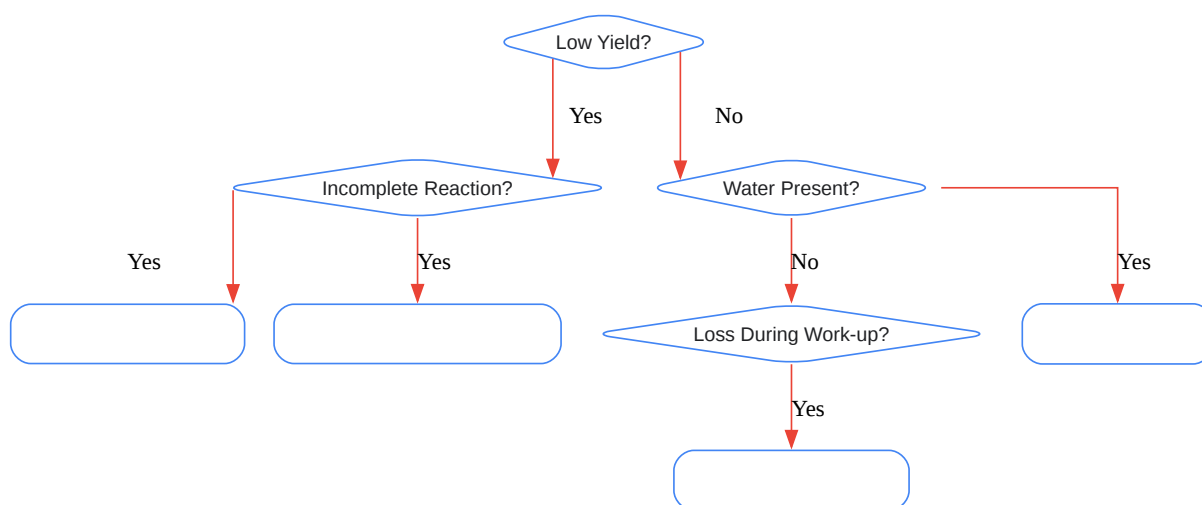 Low Yield?
Yes
No
Incomplete Reaction?
Water Present?
Yes
Yes
No
Yes
Loss During Work-up?
Yes